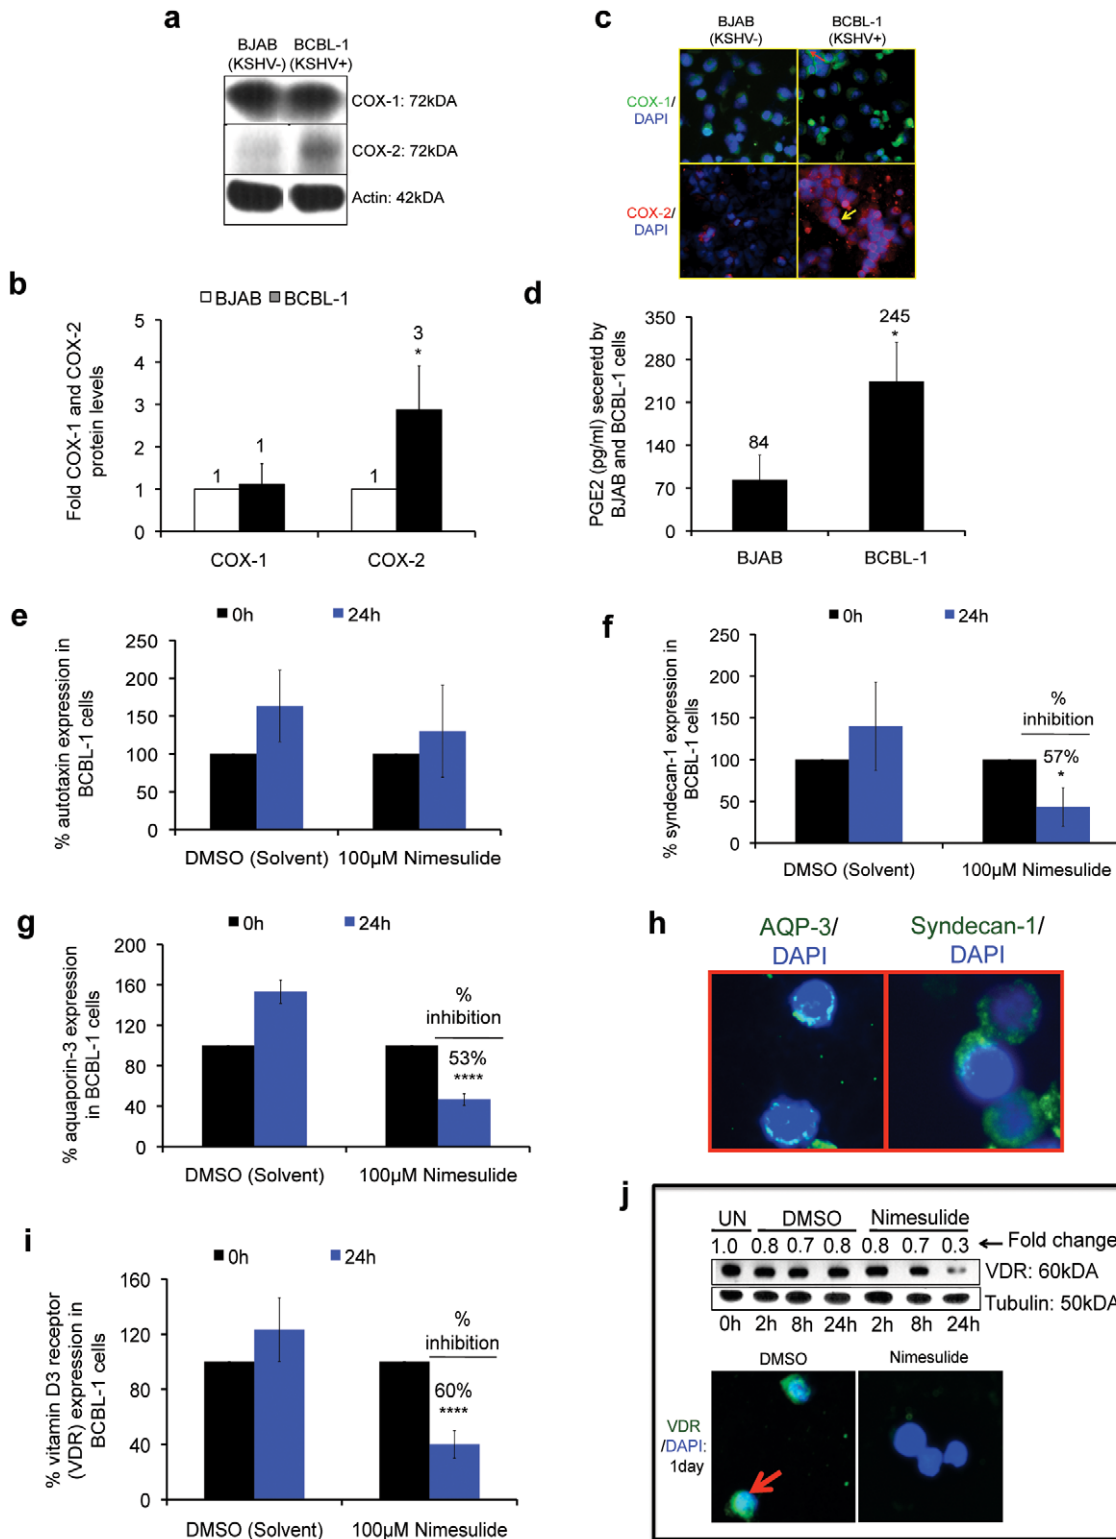 a
BJAB BCBL-1
(KSHV-) (KSHV+)
COX-1: 72kDA
COX-2: 72kDA
Actin: 42kDA
b
BJAB BCBL-1
Fold COX-1 and COX-2
protein levels
5
4
3
2
1
0
1
1
1
3
*
COX-1 COX-2
c
BJAB BCBL-1
(KSHV-) (KSHV+)
COX-1/
DAPI
COX-2/
DAPI
d
PGE2 (pg/ml) seceretd by
BJAB and BCBL-1 cells
350
280
210
140
70
0
84
245
*
BJAB BCBL-1
e
0h 24h
% autotaxin expression in
BCBL-1 cells
250
200
150
100
50
0
DMSO (Solvent) 100µM Nimesulide
f
0h 24h
% syndecan-1 expression in
BCBL-1 cells
250
200
150
100
50
0
%
inhibition
57%
*
DMSO (Solvent) 100µM Nimesulide
g
0h 24h
% aquaporin-3 expression
in BCBL-1 cells
200
160
120
80
40
0
%
inhibition
53%
****
DMSO (Solvent) 100µM Nimesulide
h
AQP-3/ Syndecan-1/
DAPI DAPI
i
0h 24h
% vitamin D3 receptor
(VDR) expression in
BCBL-1 cells
160
120
80
40
0
%
inhibition
60%
****
DMSO (Solvent) 100µM Nimesulide
j
UN DMSO Nimesulide
1.0 0.8 0.7 0.8 0.8 0.7 0.3 ← Fold change
VDR: 60kDA
Tubulin: 50kDA
0h 2h 8h 24h 2h 8h 24h
DMSO Nimesulide
VDR
/DAPI:
1day